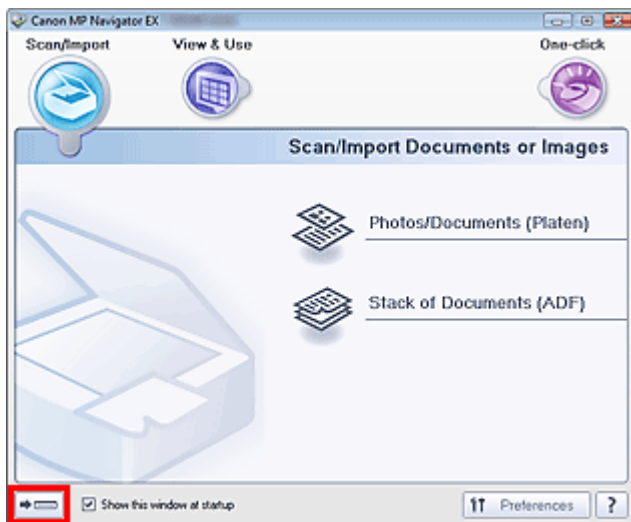 Canon MP Navigator EX
Scan/Import View & Use One-click
Scan/Import Documents or Images
Photos/Documents (Platen)
Stack of Documents (ADF)
Show this window at startup Preferences ?